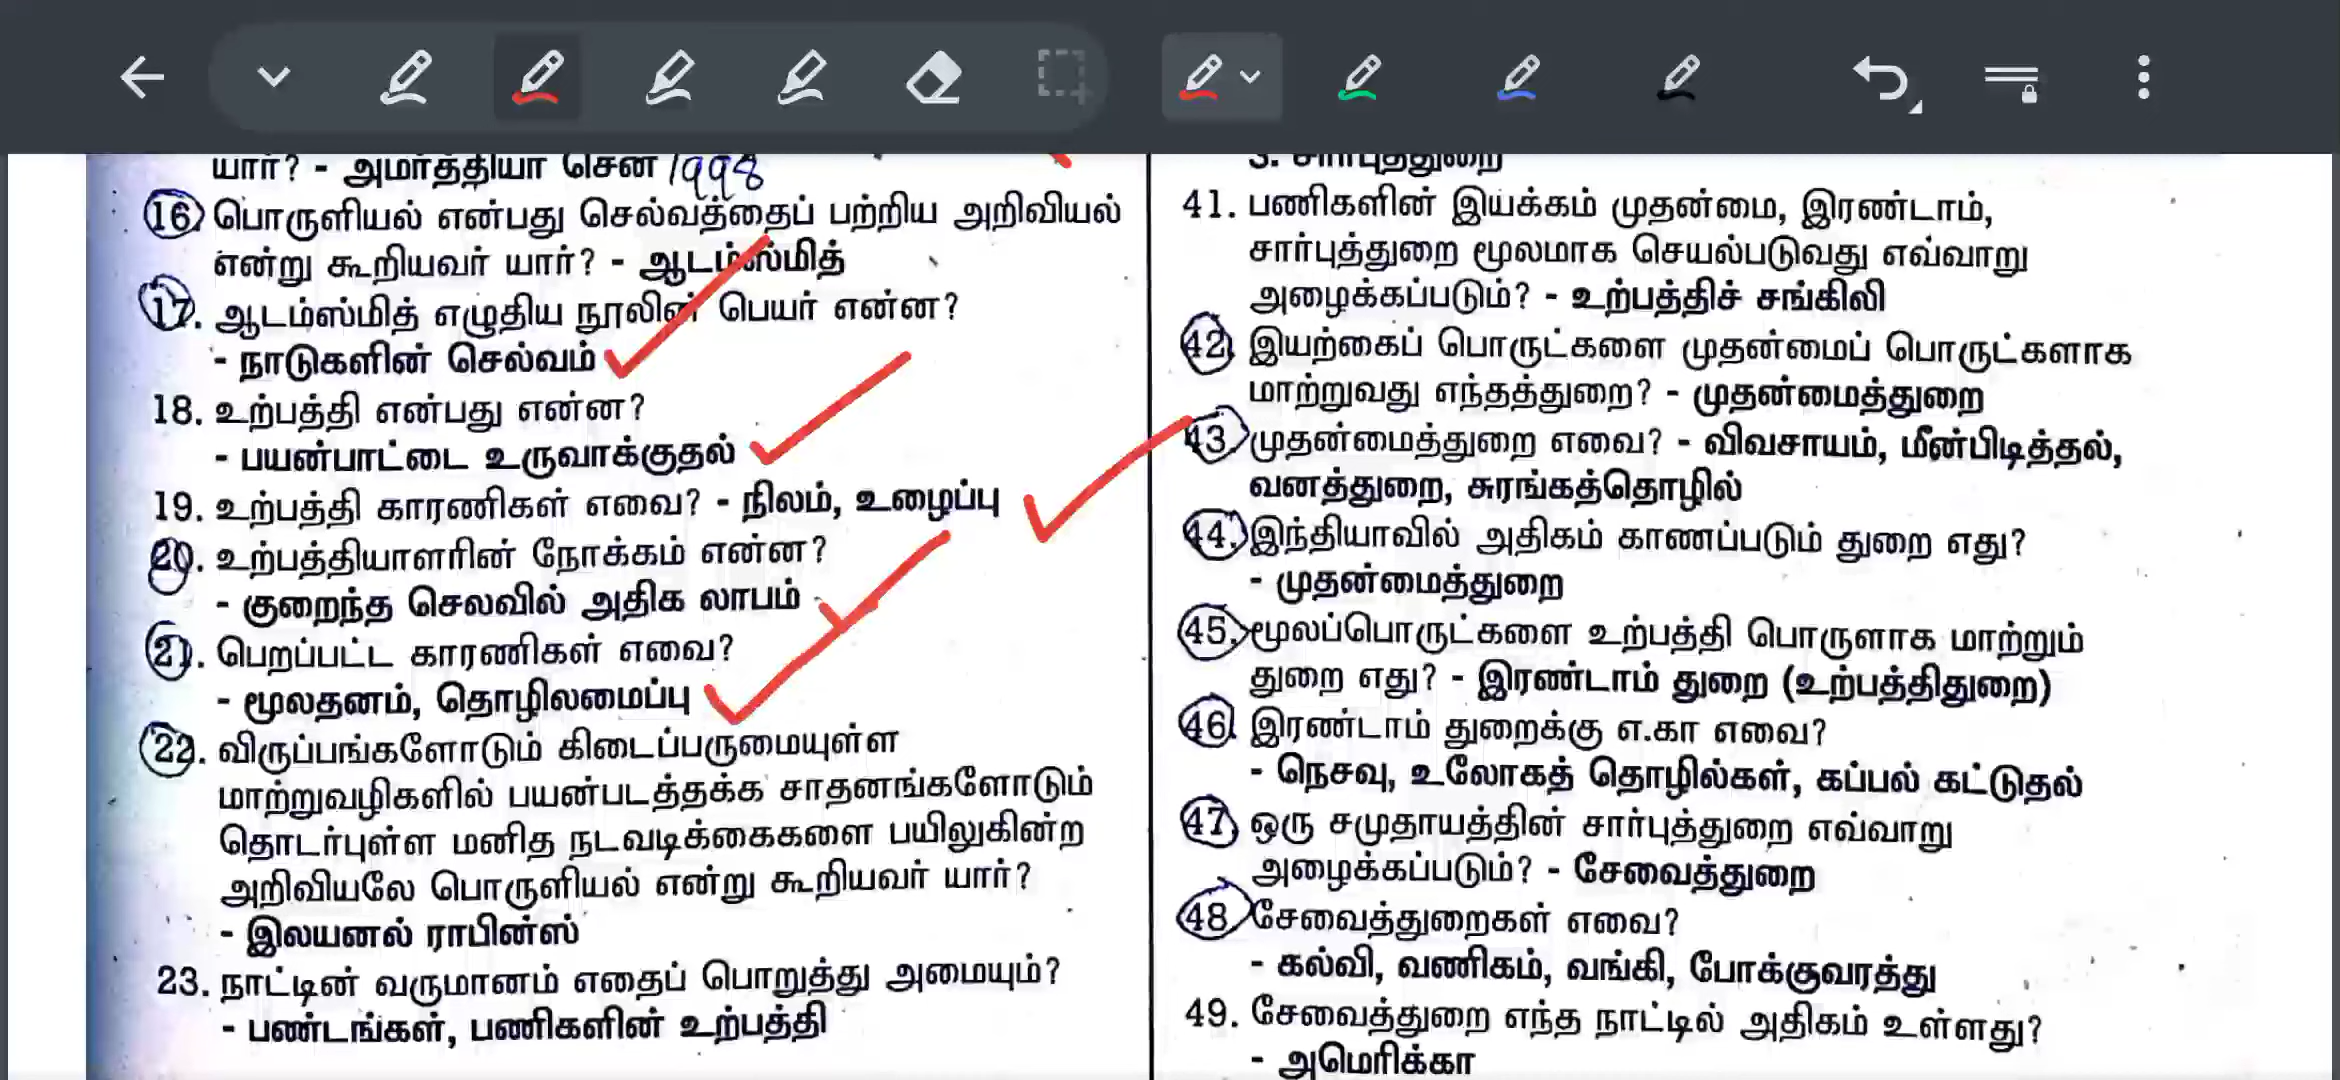 யார்? - அமர்த்தியா சென் 1998
16. பொருளியல் என்பது செல்வத்தைப் பற்றிய அறிவியல்
என்று கூறியவர் யார்? - ஆடம்ஸ்மித்
17. ஆடம்ஸ்மித் எழுதிய நூலின் பெயர் என்ன?
- நாடுகளின் செல்வம்
18. உற்பத்தி என்பது என்ன?
- பயன்பாட்டை உருவாக்குதல்
19. உற்பத்தி காரணிகள் எவை? - நிலம், உழைப்பு
20. உற்பத்தியாளரின் நோக்கம் என்ன?
- குறைந்த செலவில் அதிக லாபம்
21. பெறப்பட்ட காரணிகள் எவை?
- மூலதனம், தொழிலமைப்பு
22. விருப்பங்களோடும் கிடைப்பருமையுள்ள
மாற்றுவழிகளில் பயன்படத்தக்க சாதனங்களோடும்
தொடர்புள்ள மனித நடவடிக்கைகளை பயிலுகின்ற
அறிவியலே பொருளியல் என்று கூறியவர் யார்?
- இலயனல் ராபின்ஸ்
23. நாட்டின் வருமானம் எதைப் பொறுத்து அமையும்?
- பண்டங்கள், பணிகளின் உற்பத்தி
3. சார்புத்துறை
41. பணிகளின் இயக்கம் முதன்மை, இரண்டாம்,
சார்புத்துறை மூலமாக செயல்படுவது எவ்வாறு
அழைக்கப்படும்? - உற்பத்திச் சங்கிலி
42. இயற்கைப் பொருட்களை முதன்மைப் பொருட்களாக
மாற்றுவது எந்தத்துறை? - முதன்மைத்துறை
43. முதன்மைத்துறை எவை? - விவசாயம், மீன்பிடித்தல்,
வனத்துறை, சுரங்கத்தொழில்
44. இந்தியாவில் அதிகம் காணப்படும் துறை எது?
- முதன்மைத்துறை
45. மூலப்பொருட்களை உற்பத்தி பொருளாக மாற்றும்
துறை எது? - இரண்டாம் துறை (உற்பத்திதுறை)
46. இரண்டாம் துறைக்கு எ.கா எவை?
- நெசவு, உலோகத் தொழில்கள், கப்பல் கட்டுதல்
47. ஒரு சமுதாயத்தின் சார்புத்துறை எவ்வாறு
அழைக்கப்படும்? - சேவைத்துறை
48. சேவைத்துறைகள் எவை?
- கல்வி, வணிகம், வங்கி, போக்குவரத்து
49. சேவைத்துறை எந்த நாட்டில் அதிகம் உள்ளது?
- அமெரிக்கா